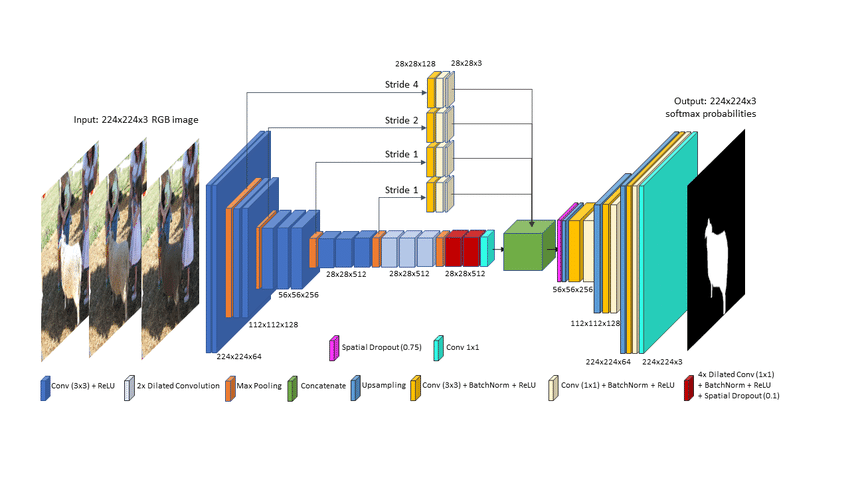 28x28x128
28x28x3
Stride 4
Input: 224x224x3 RGB image
Stride 2
Output: 224x224x3
softmax probabilities
Stride 1
Stride 1
28x28x512
28x28x512
28x28x512
56x56x256
56x56x256
112x112x128
112x112x128
224x224x64
224x224x64
224x224x3
Spatial Dropout (0.75)
Conv 1x1
Conv (3x3) + ReLU
2x Dilated Convolution
Max Pooling
Concatenate
Upsampling
Conv (3x3) + BatchNorm + ReLU
Conv (1x1) + BatchNorm + ReLU
4x Dilated Conv (1x1)
+ BatchNorm + ReLU
+ Spatial Dropout (0.1)